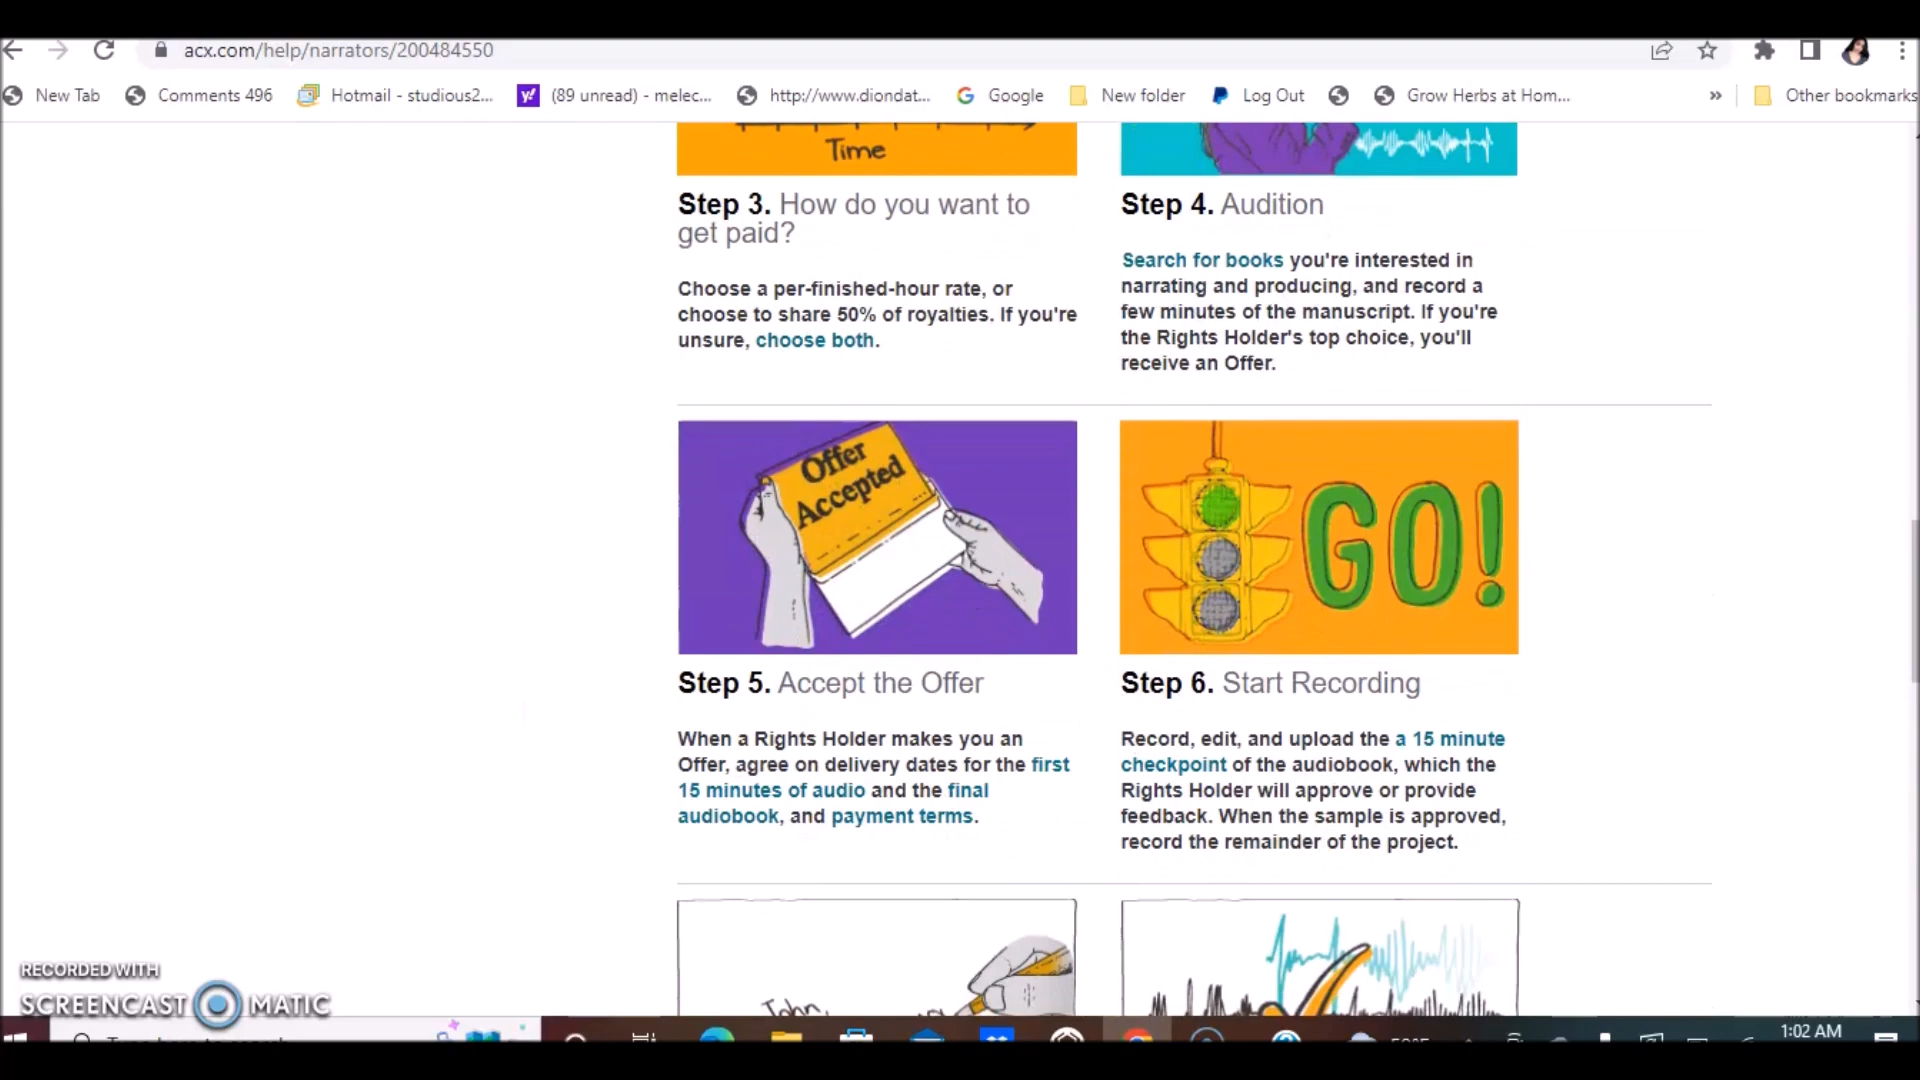 acx.com/help/narrators/200484550
New Tab
Comments 496
Hotmail - studious2...
(89 unread) - melec...
http://www.diondat...
Google
New folder
Log Out
Grow Herbs at Hom...
»
Other bookmarks
Time
Step 3. How do you want to
get paid?
Choose a per-finished-hour rate, or
choose to share 50% of royalties. If you're
unsure, choose both.
Step 4. Audition
Search for books you're interested in
narrating and producing, and record a
few minutes of the manuscript. If you're
the Rights Holder's top choice, you'll
receive an Offer.
Offer
Accepted
GO!
Step 5. Accept the Offer
When a Rights Holder makes you an
Offer, agree on delivery dates for the first
15 minutes of audio and the final
audiobook, and payment terms.
Step 6. Start Recording
Record, edit, and upload the a 15 minute
checkpoint of the audiobook, which the
Rights Holder will approve or provide
feedback. When the sample is approved,
record the remainder of the project.
John
RECORDED WITH
SCREENCAST MATIC
1:02 AM